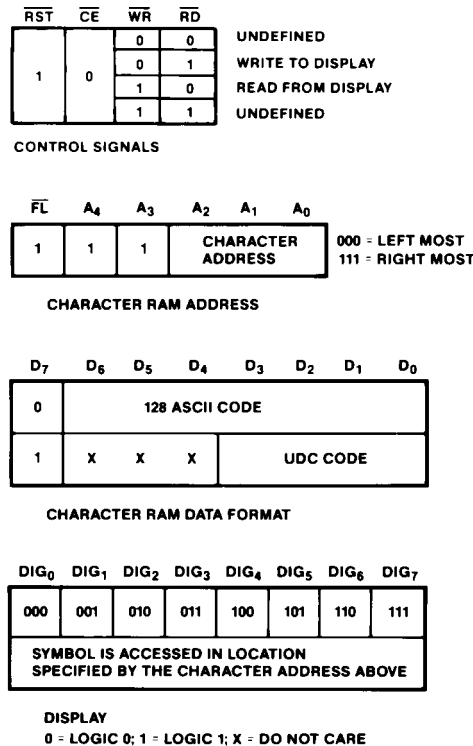 RST CE WR RD
0 0 UNDEFINED
0 1 WRITE TO DISPLAY
1 0
1 0 READ FROM DISPLAY
1 1 UNDEFINED
CONTROL SIGNALS
FL A4 A3 A2 A1 A0
1 1 1 CHARACTER ADDRESS 000 = LEFT MOST
111 = RIGHT MOST
CHARACTER RAM ADDRESS
D7 D6 D5 D4 D3 D2 D1 D0
0 128 ASCII CODE
1 X X X UDC CODE
CHARACTER RAM DATA FORMAT
DIG0 DIG1 DIG2 DIG3 DIG4 DIG5 DIG6 DIG7
000 001 010 011 100 101 110 111
SYMBOL IS ACCESSED IN LOCATION
SPECIFIED BY THE CHARACTER ADDRESS ABOVE
DISPLAY
0 = LOGIC 0; 1 = LOGIC 1; X = DO NOT CARE